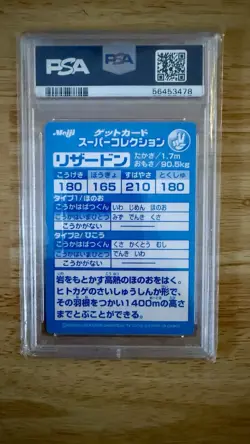 PSA
PSA
56453478
Meiji
ゲットカード
スーパーコレクション
リザードン
たかさ/1.7m
おもさ/90.5kg
こうげき ぼうぎょ すばやさ とくしゅ
180 165 210 180
タイプ1/ほのお
こうかはばつぐん いわ じめん ほのお
こうかはいまひとつ みず でんき くさ
こうかがない
タイプ2/ひこう
こうかはばつぐん くさ かくとう むし
こうかはいまひとつ でんき いわ
こうかがない
岩をもとかす高熱のほのおをはく。
ヒトカゲのさいしゅうしんか形で、
その羽根をつかい1400mの高さ
までとぶことができる。